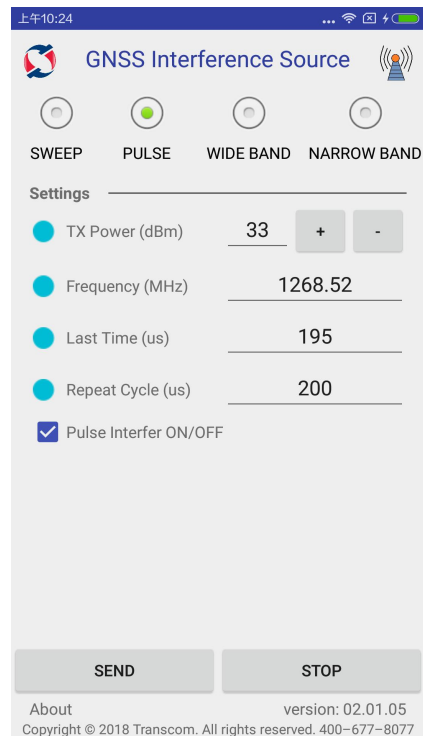 上午10:24
...
GNSS Interference Source
SWEEP PULSE WIDE BAND NARROW BAND
Settings
TX Power (dBm) 33 + -
Frequency (MHz) 1268.52
Last Time (us) 195
Repeat Cycle (us) 200
Pulse Interfer ON/OFF
SEND STOP
About version: 02.01.05
Copyright © 2018 Transcom. All rights reserved. 400-677-8077